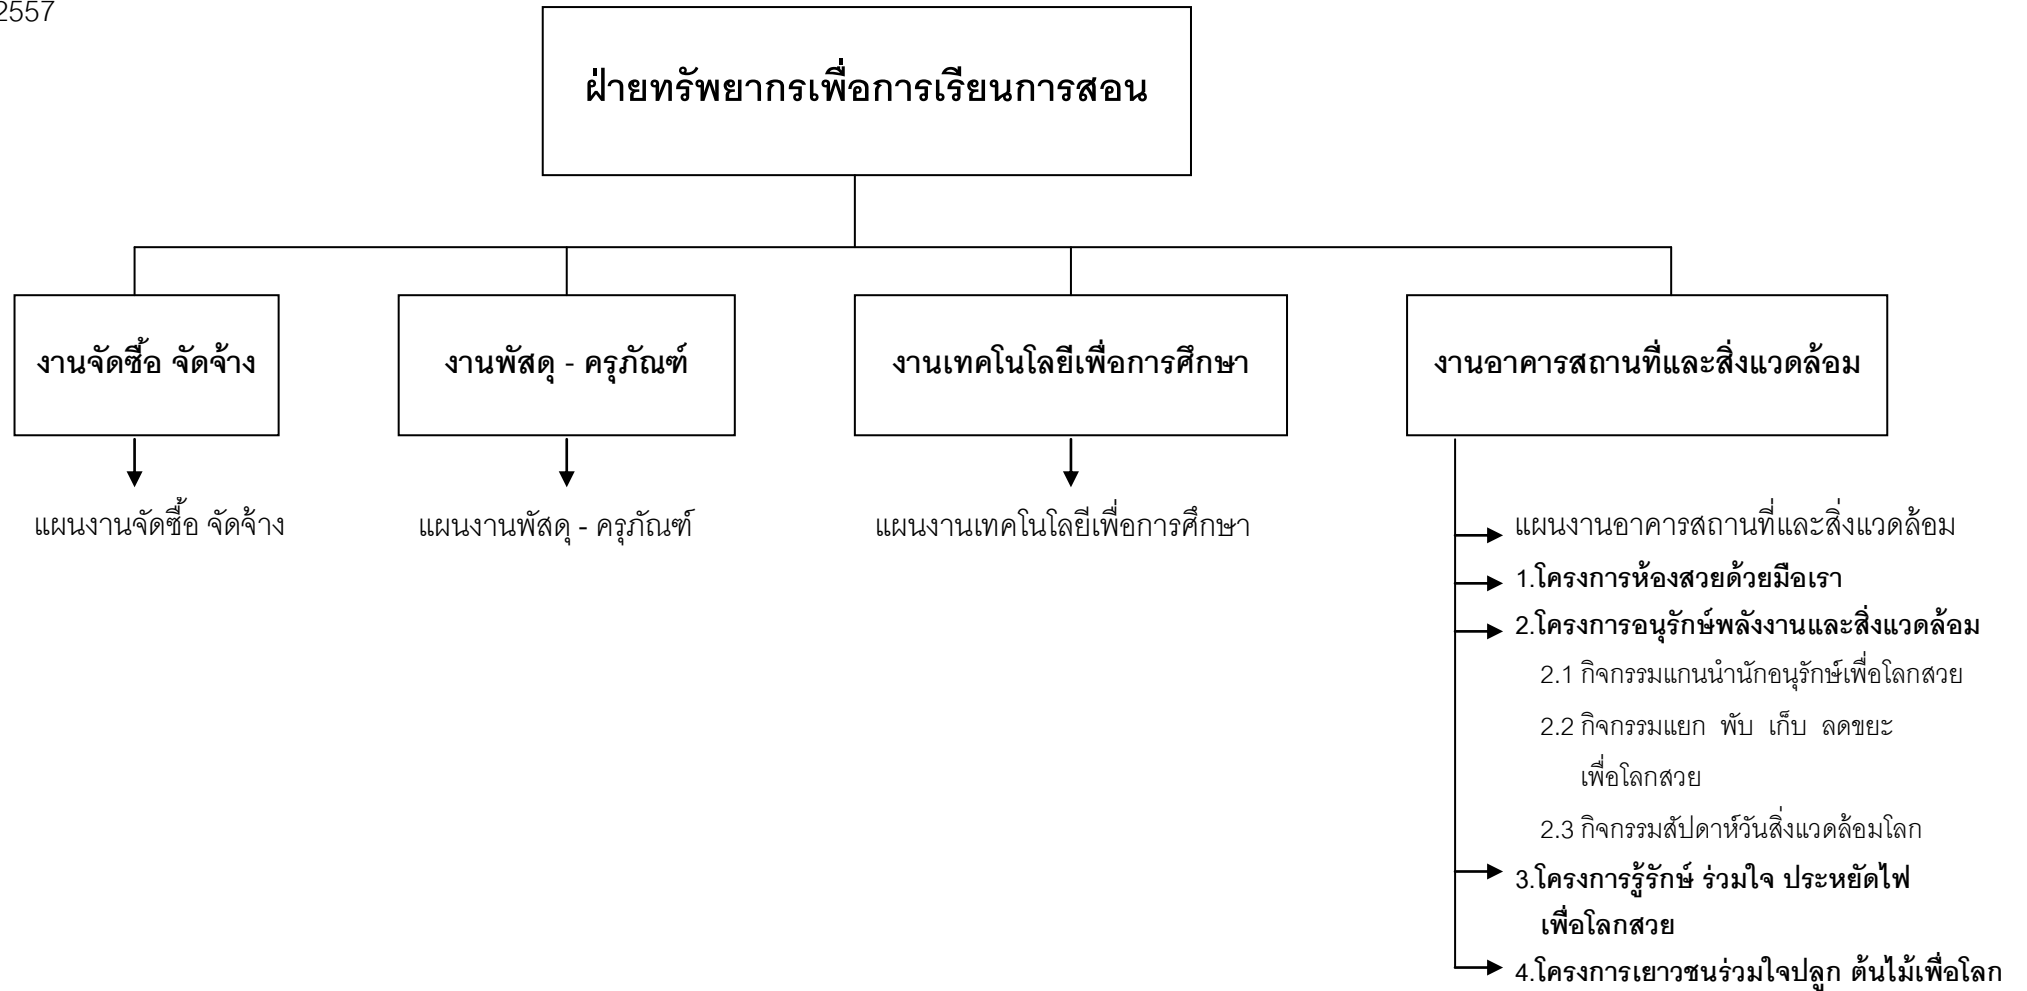 2557
ฝ่ายทรัพยากรเพื่อการเรียนการสอน
งานจัดซื้อ จัดจ้าง
งานพัสดุ - ครุภัณฑ์
งานเทคโนโลยีเพื่อการศึกษา
งานอาคารสถานที่และสิ่งแวดล้อม
แผนงานจัดซื้อ จัดจ้าง
แผนงานพัสดุ - ครุภัณฑ์
แผนงานเทคโนโลยีเพื่อการศึกษา
แผนงานอาคารสถานที่และสิ่งแวดล้อม
1.โครงการห้องสวยด้วยมือเรา
2.โครงการอนุรักษ์พลังงานและสิ่งแวดล้อม
2.1 กิจกรรมแกนนำนักอนุรักษ์เพื่อโลกสวย
2.2 กิจกรรมแยก พับ เก็บ ลดขยะ
เพื่อโลกสวย
2.3 กิจกรรมสัปดาห์วันสิ่งแวดล้อมโลก
3.โครงการรู้รักษ์ ร่วมใจ ประหยัดไฟ
เพื่อโลกสวย
4.โครงการเยาวชนร่วมใจปลูก ต้นไม้เพื่อโลก